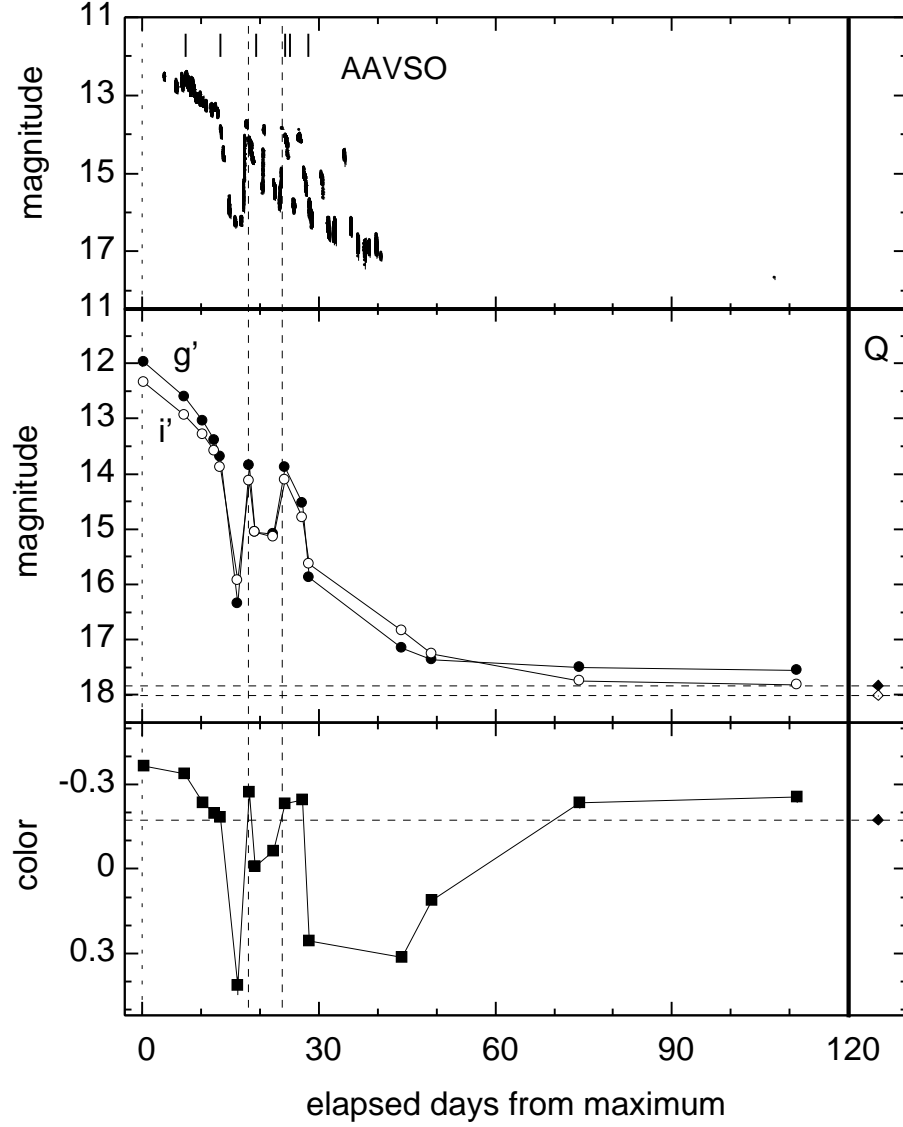 11
AAVSO
13
magnitude
15
17
11
12
g'
Q
13
i'
14
magnitude
15
16
17
18
-0.3
color
0
0.3
0 30 60 90 120
elapsed days from maximum